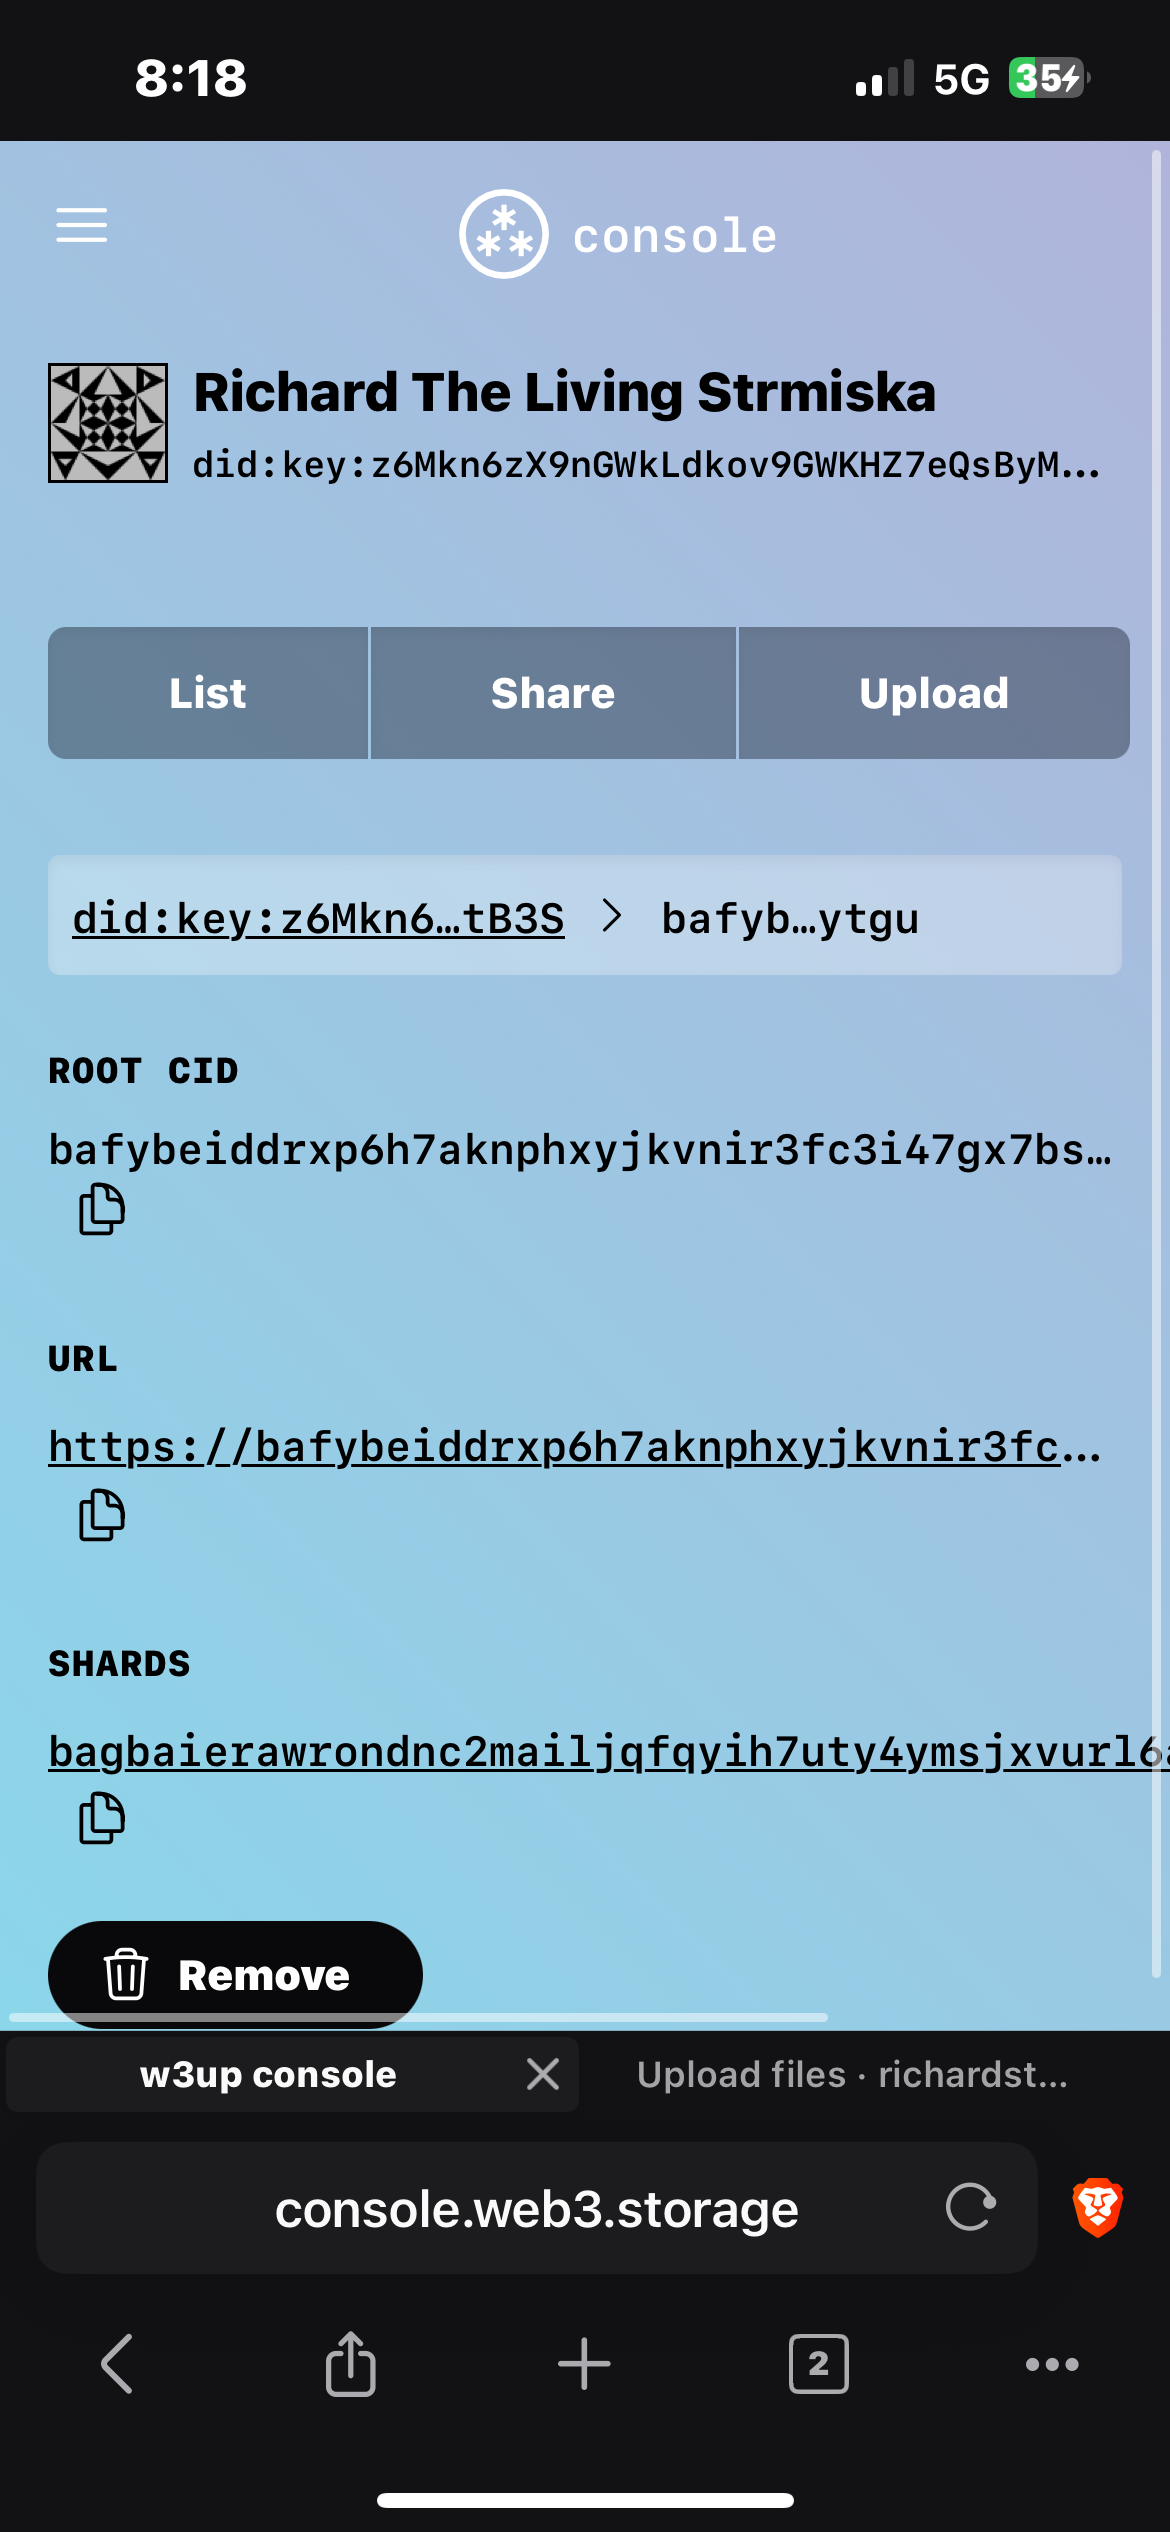 8:18
5G 35
console
Richard The Living Strmiska
did:key:z6Mkn6zX9nGWkLdkov9GWKHZ7eQsByM...
List Share Upload
did:key:z6Mkn6…tB3S > bafyb…ytgu
ROOT CID
bafybeiddrxp6h7aknphxyjkvnir3fc3i47gx7bs…
URL
https://bafybeiddrxp6h7aknphxyjkvnir3fc...
SHARDS
bagbaierawrondnc2mailjqfqyih7uty4ymsjxvurl6a
Remove
w3up console Upload files · richardst...
console.web3.storage
2